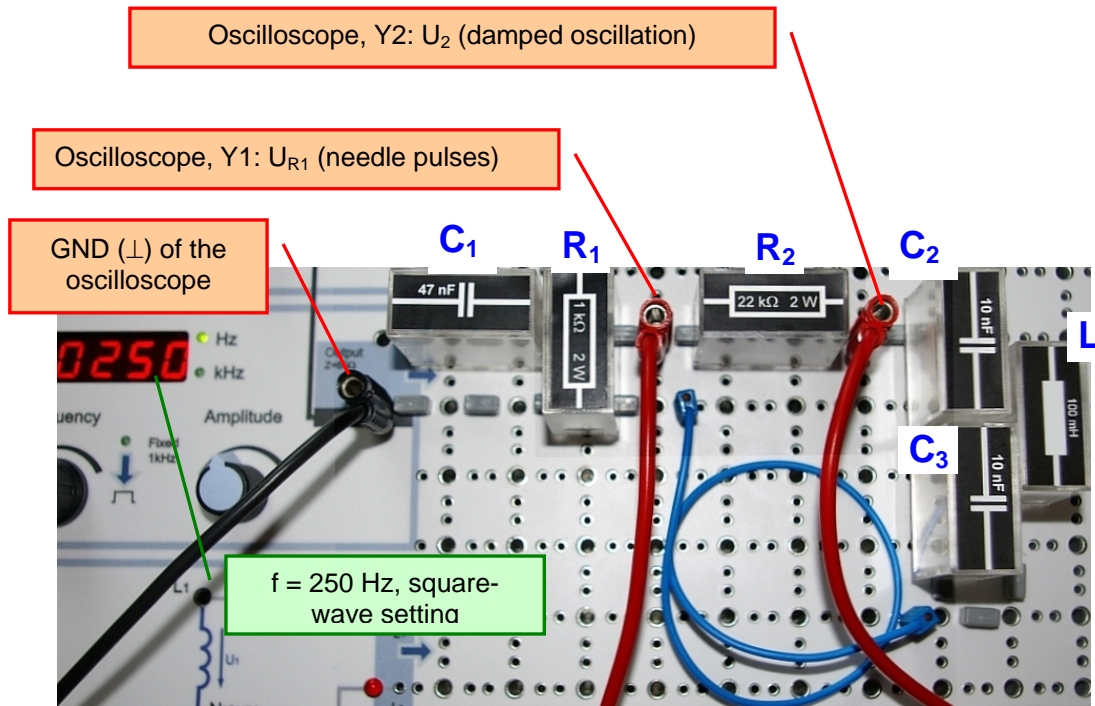 Oscilloscope, Y2: U₂ (damped oscillation)
Oscilloscope, Y1: U_R1 (needle pulses)
GND (⊥) of the
oscilloscope
C₁
R₁
R₂
C₂
L
C₃
47 nF
1 kΩ 2 W
22 kΩ 2 W
10 nF
100 mH
10 nF
0250
Hz
kHz
Output
Amplitude
Fixed
1kHz
f = 250 Hz, square-
wave setting
L1
U1